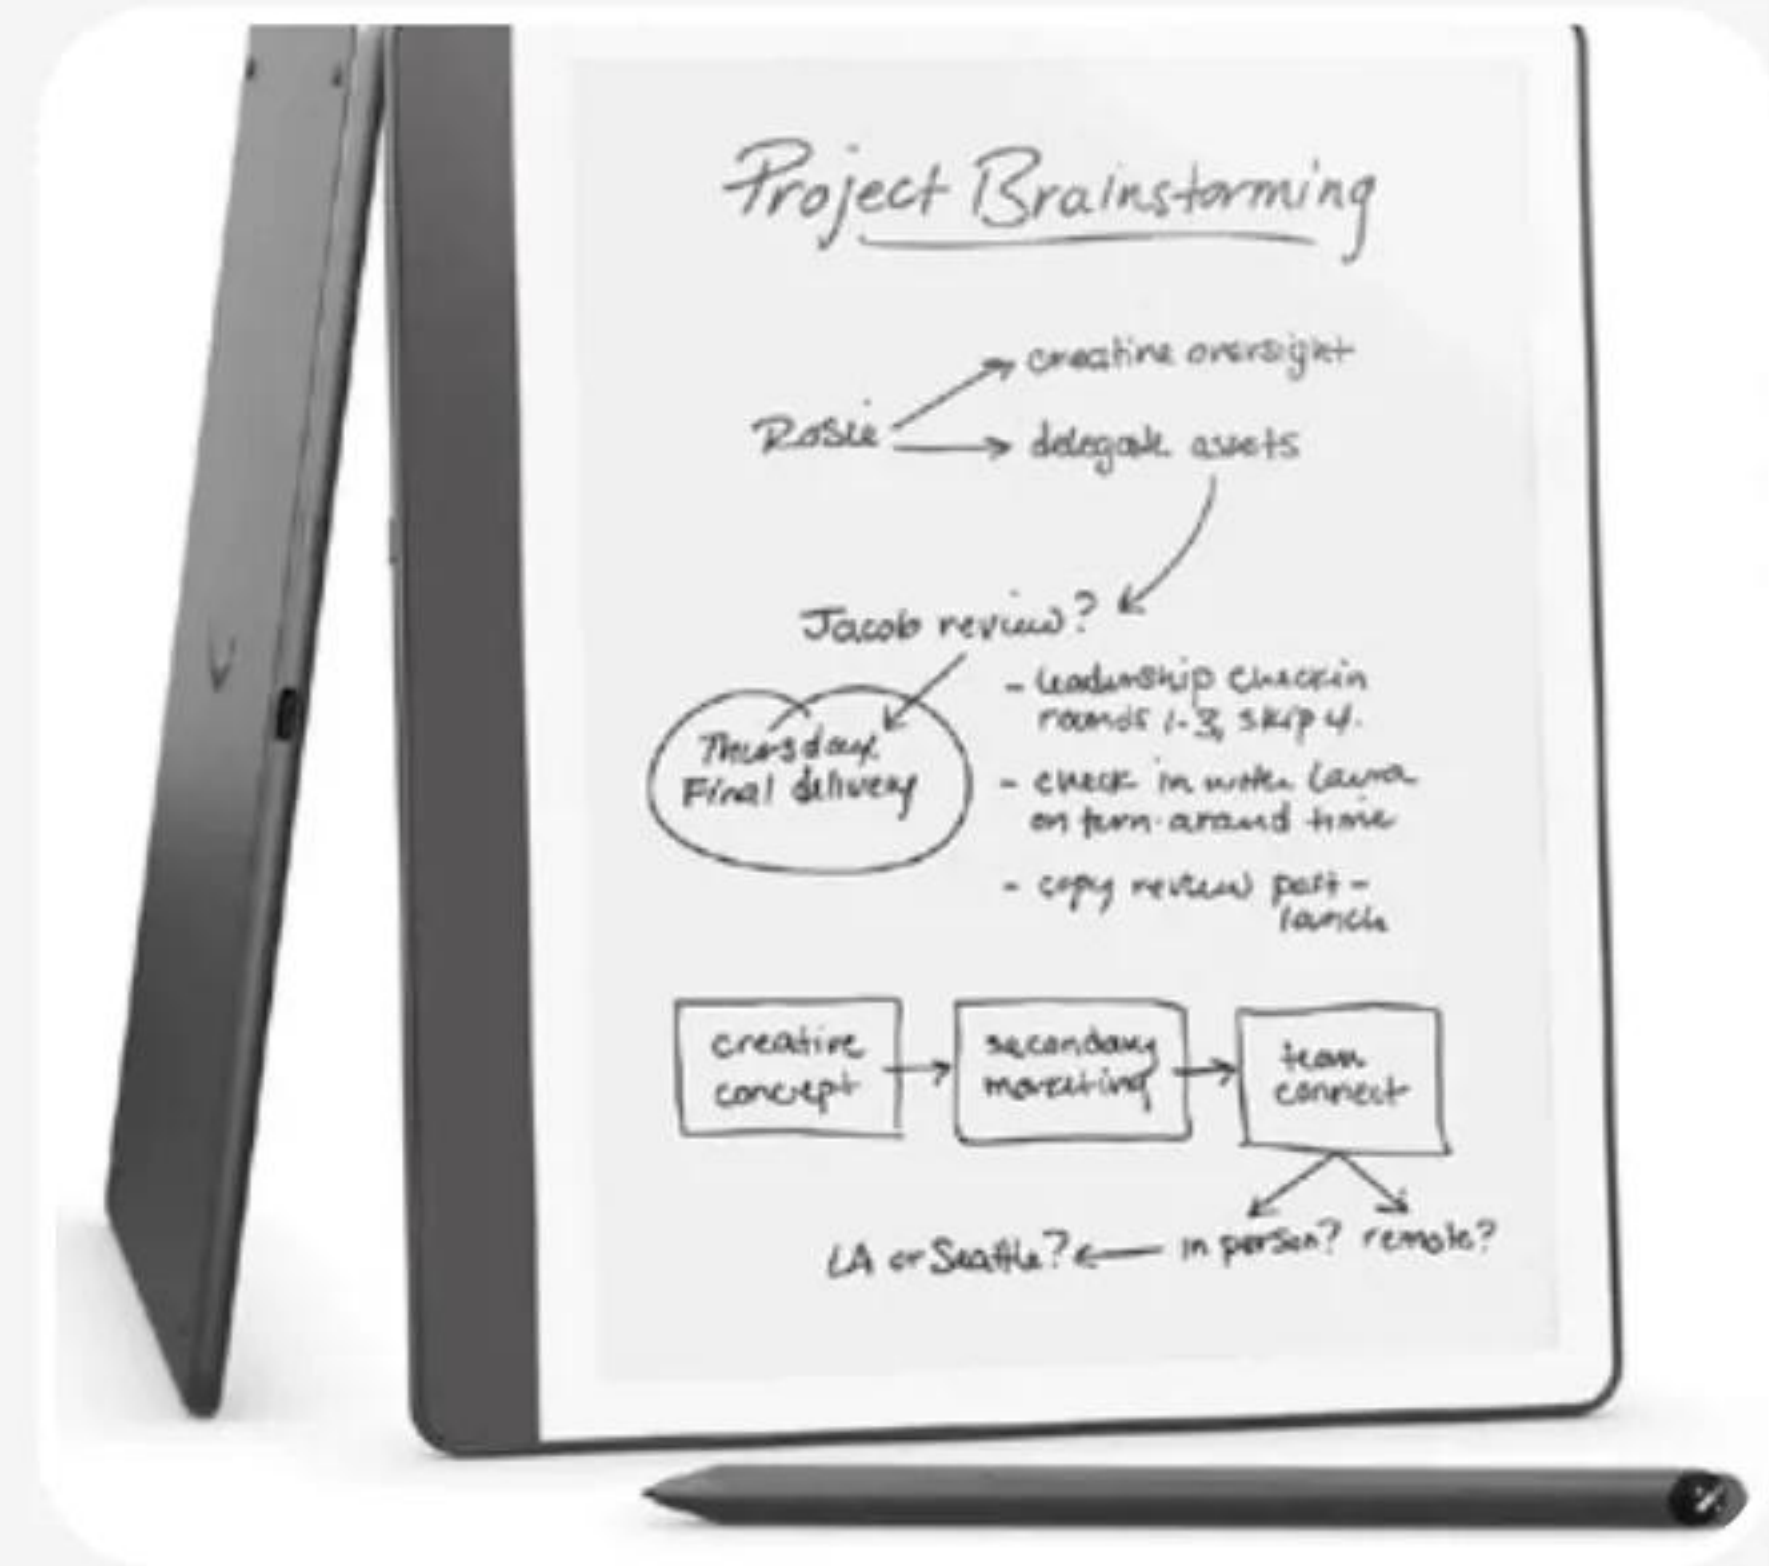 Project Brainstorming
creative oversight
Rosie
delegate assets
Jacob review?
- leadership checkin
rounds 1-3, skip 4.
Thursday
Final delivery
- check in with Laura
on turn-around time
- copy review post-
launch
creative
concept
secondary
marketing
team
connect
LA or Seattle?
in person?
remote?